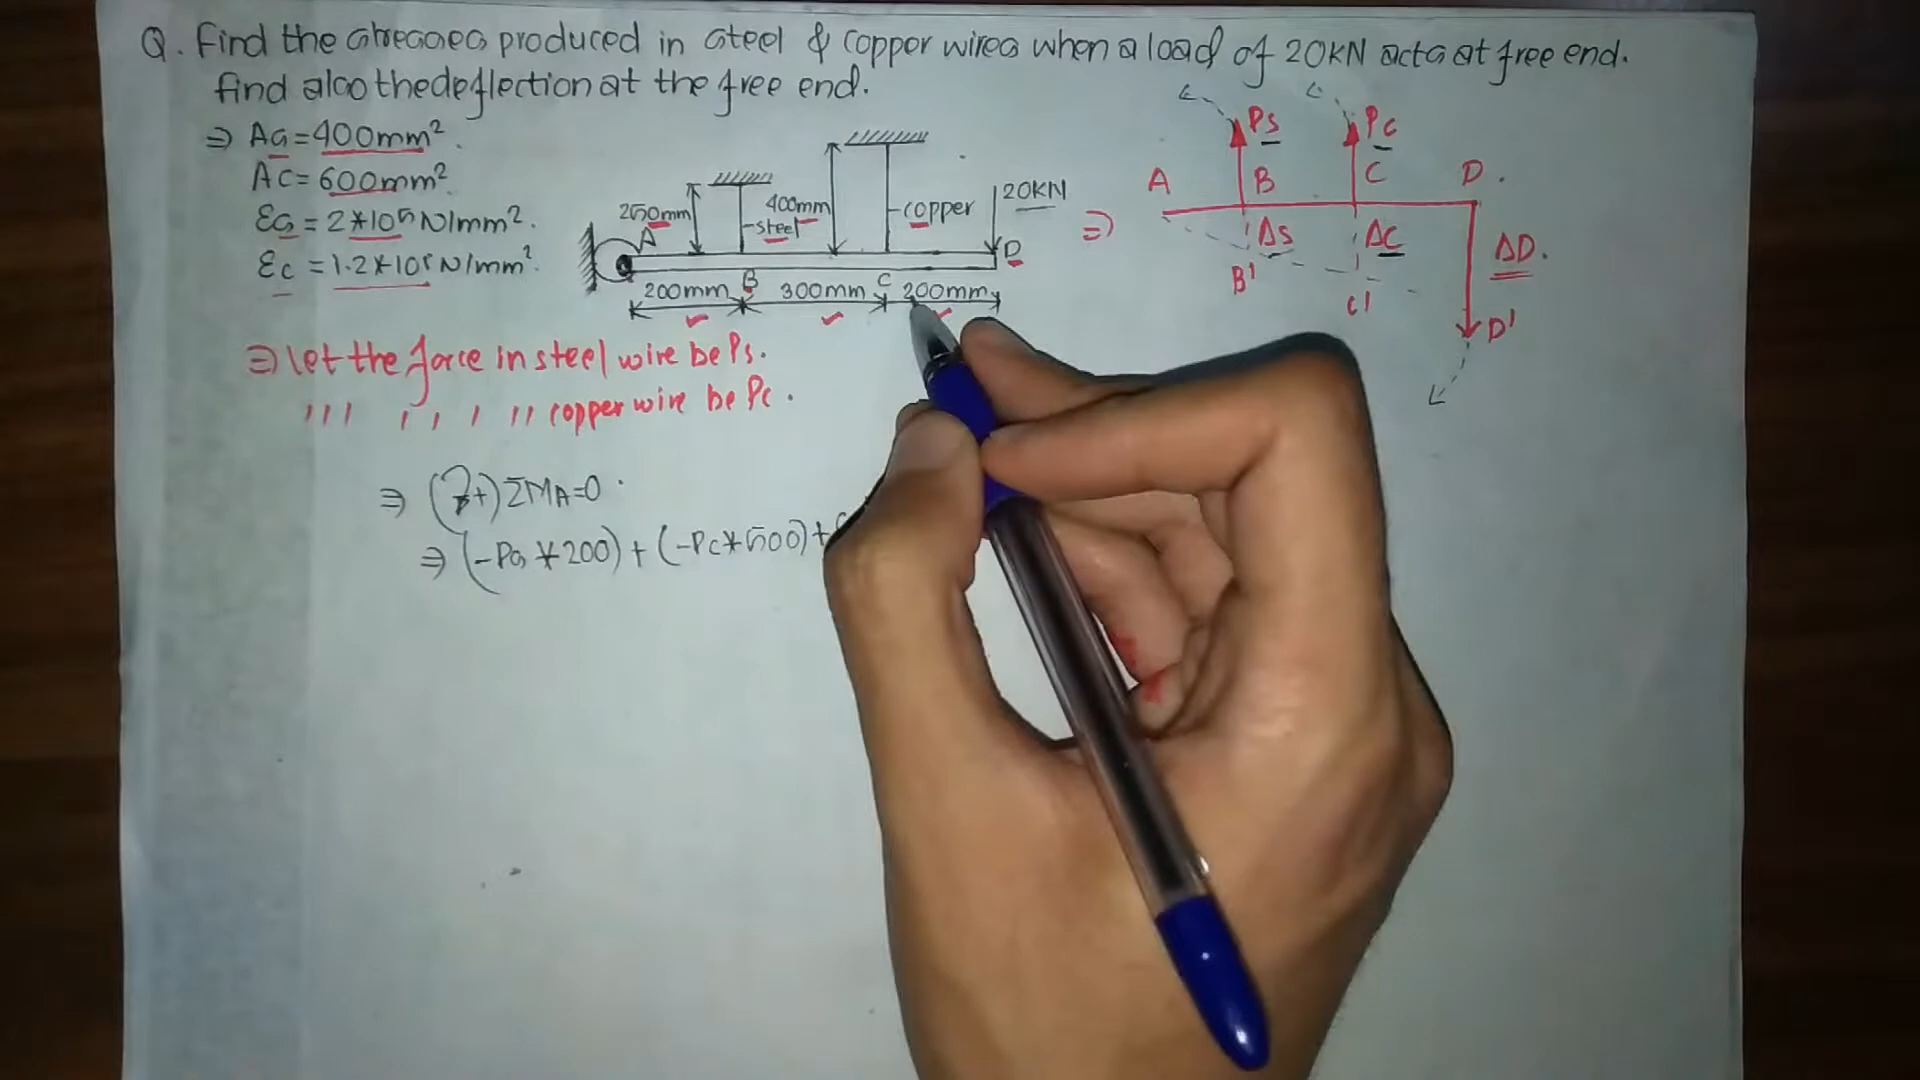 Q. Find the stresses produced in steel & copper wires when a load of 20KN acts at free end.
find also the deflection at the free end.
⇒ As=400mm².
Ac=600mm²
Es = 2*10⁵N/mm².
Ec = 1.2*10⁵N/mm².
250mm
steel
400mm
copper
20KN
A
B
C
D
200mm
300mm
200mm
⇒
Ps
Pc
A
B
C
D.
Δs
Δc
ΔD.
B'
C'
D'
⇒ let the force in steel wire be Ps.
''' ' ' ' '' copper wire be Pc.
⇒ (+) ΣMA=0.
⇒ (-Ps*200) + (-Pc*500)+(